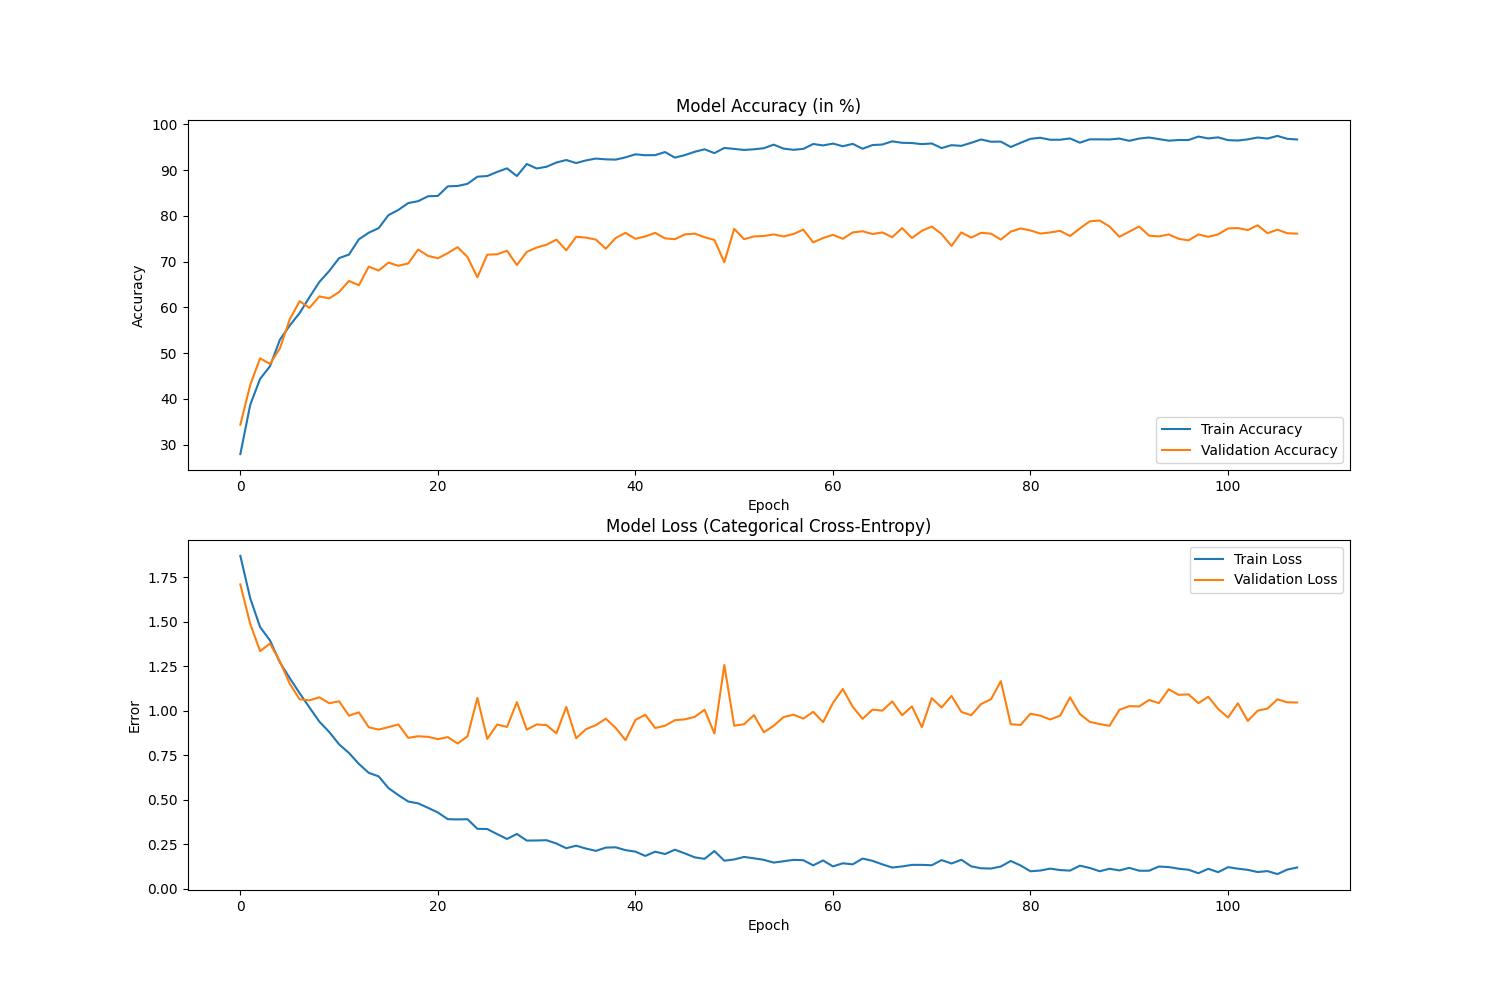 Model Accuracy (in %)
100
90
80
70
60
50
40
30
Accuracy
Train Accuracy
Validation Accuracy
0 20 40 60 80 100
Epoch
Model Loss (Categorical Cross-Entropy)
1.75
1.50
1.25
1.00
0.75
0.50
0.25
0.00
Error
Train Loss
Validation Loss
0 20 40 60 80 100
Epoch